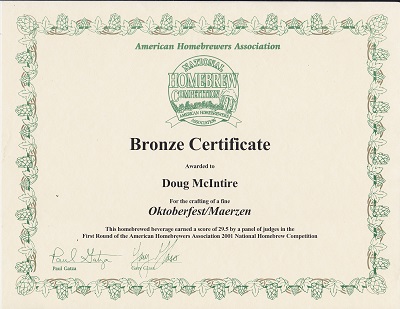 American Homebrewers Association
NATIONAL
HOMEBREW
COMPETITION
AMERICAN HOMEBREWERS
ASSOCIATION
Bronze Certificate
Awarded to
Doug McIntire
For the crafting of a fine
Oktoberfest/Maerzen
This homebrewed beverage earned a score of 29.5 by a panel of judges in the
First Round of the American Homebrewers Association 2001 National Homebrew Competition
Paul Gatza
Paul Gatza Gary Glass